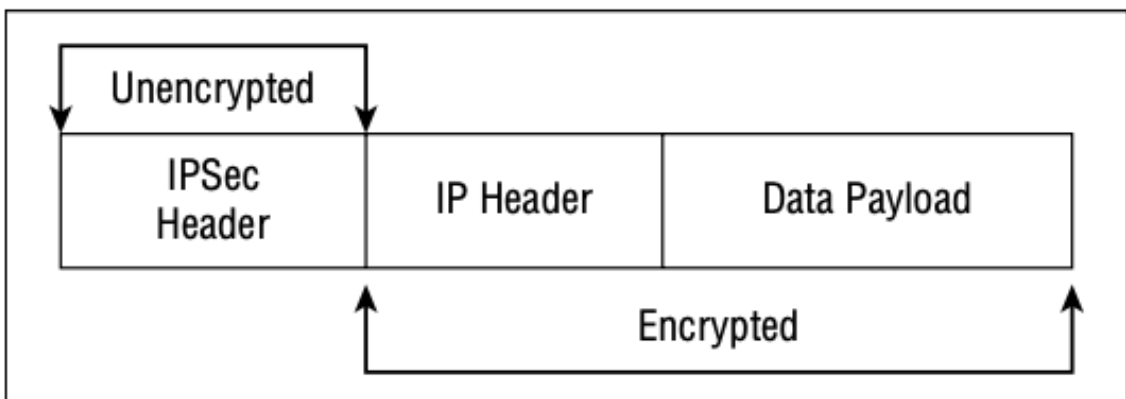 Unencrypted
IPSec
Header
IP Header
Data Payload
Encrypted